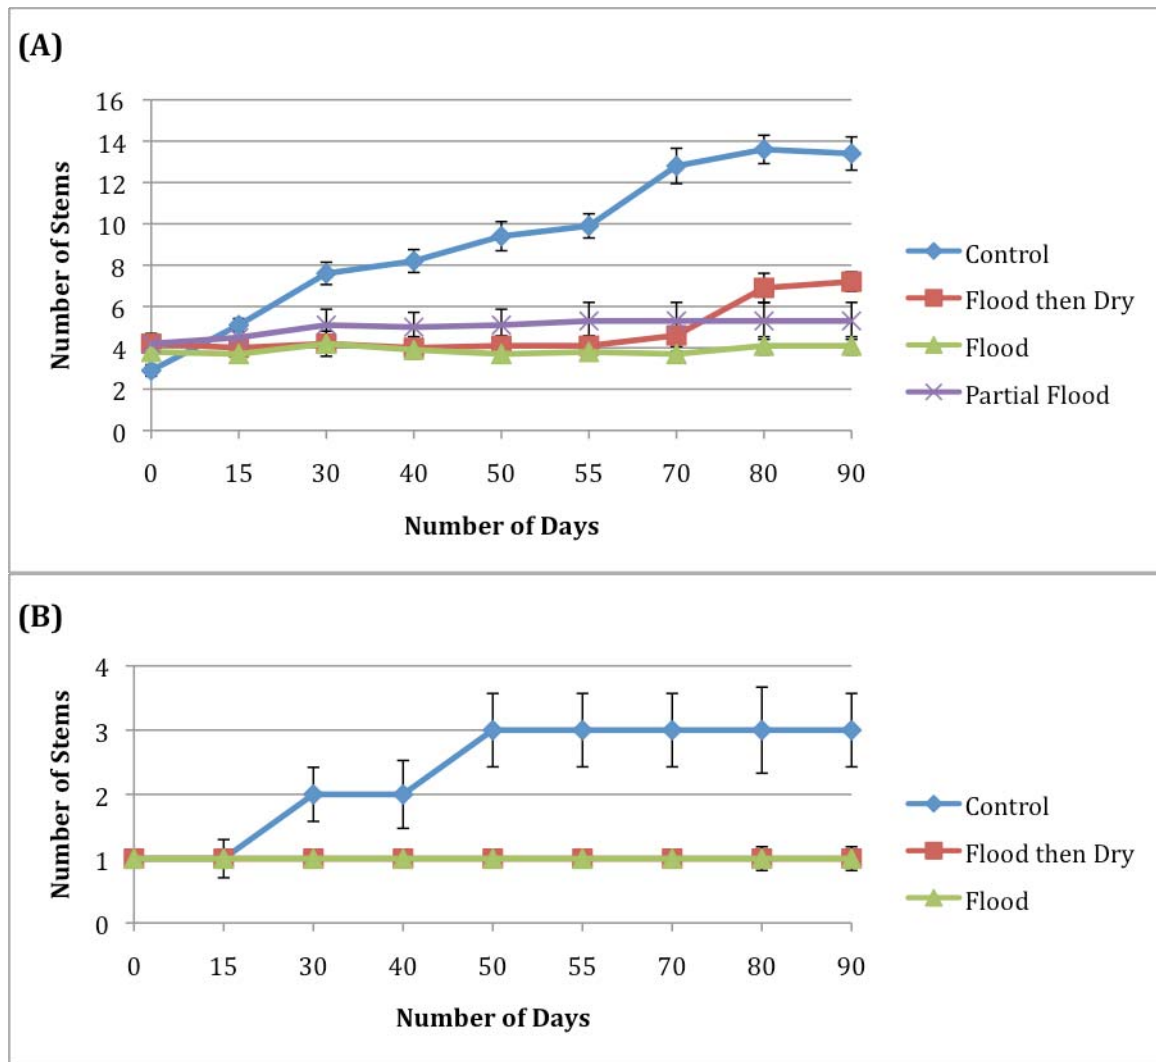 (A)
Number of Stems
16
14
12
10
8
6
4
2
0
0 15 30 40 50 55 70 80 90
Number of Days
Control
Flood then Dry
Flood
Partial Flood
(B)
Number of Stems
4
3
2
1
0
0 15 30 40 50 55 70 80 90
Number of Days
Control
Flood then Dry
Flood